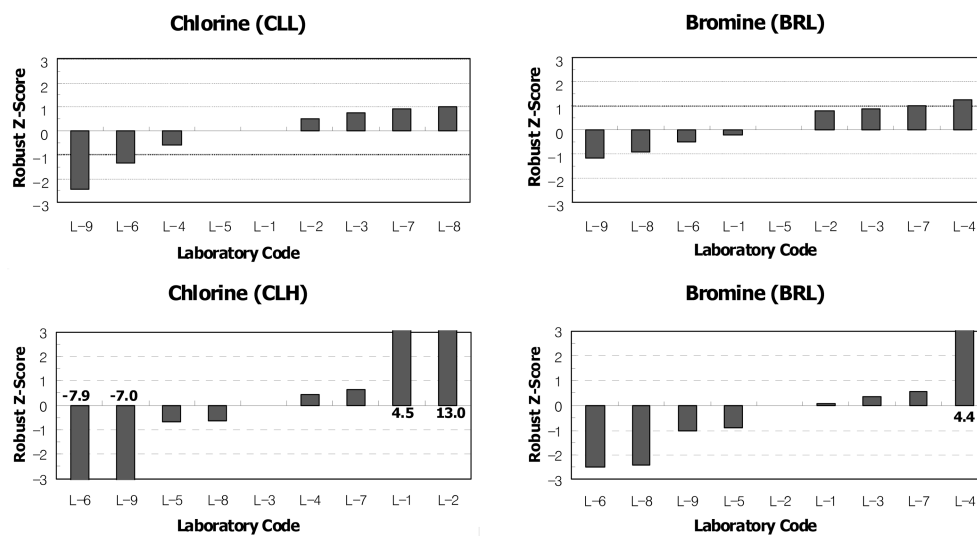 Chlorine (CLL)
Robust Z-Score
3
2
1
0
−1
−2
−3
L−9 L−6 L−4 L−5 L−1 L−2 L−3 L−7 L−8
Laboratory Code
Bromine (BRL)
Robust Z-Score
3
2
1
0
−1
−2
−3
L−9 L−8 L−6 L−1 L−5 L−2 L−3 L−7 L−4
Laboratory Code
Chlorine (CLH)
Robust Z-Score
3
2
1
0
−1
−2
−3
-7.9 -7.0
4.5 13.0
L−6 L−9 L−5 L−8 L−3 L−4 L−7 L−1 L−2
Laboratory Code
Bromine (BRL)
Robust Z-Score
3
2
1
0
−1
−2
−3
4.4
L−6 L−8 L−9 L−5 L−2 L−1 L−3 L−7 L−4
Laboratory Code